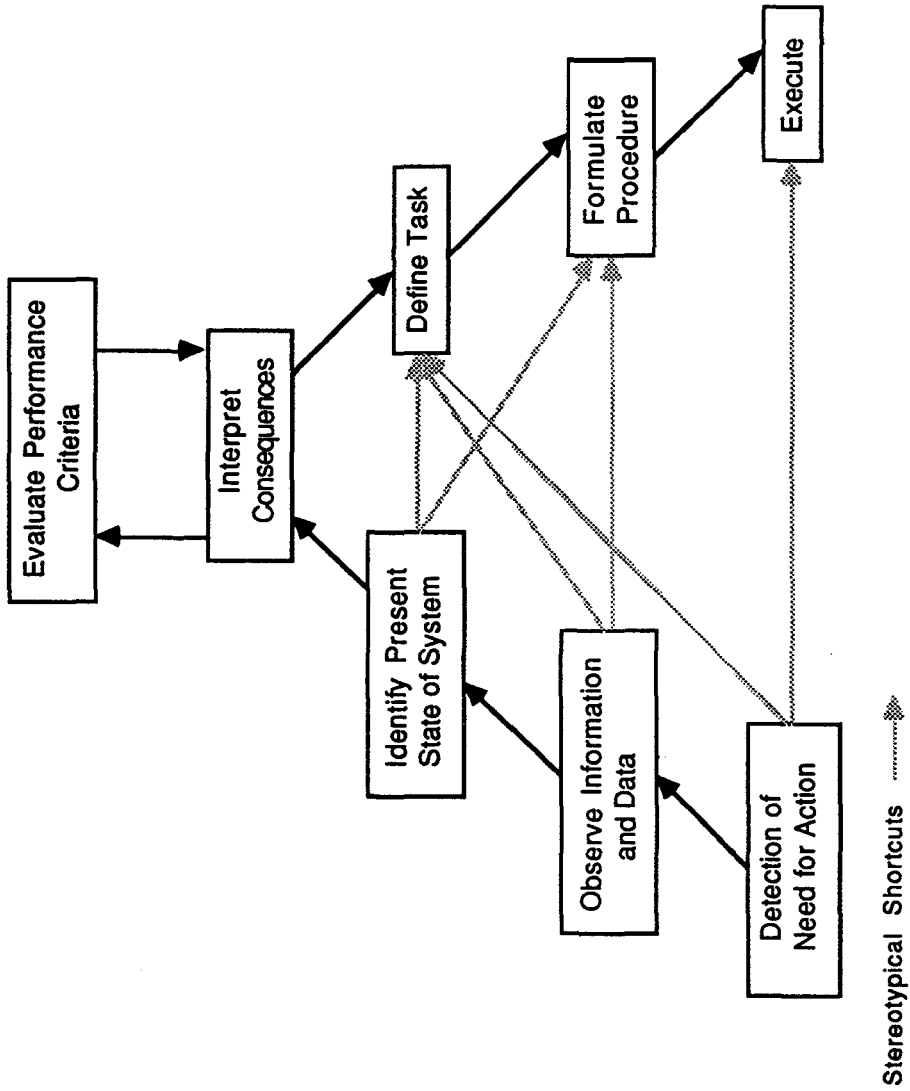 Evaluate Performance
Criteria
Interpret
Consequences
Identify Present
State of System
Define Task
Observe Information
and Data
Formulate
Procedure
Detection of
Need for Action
Execute
Stereotypical Shortcuts